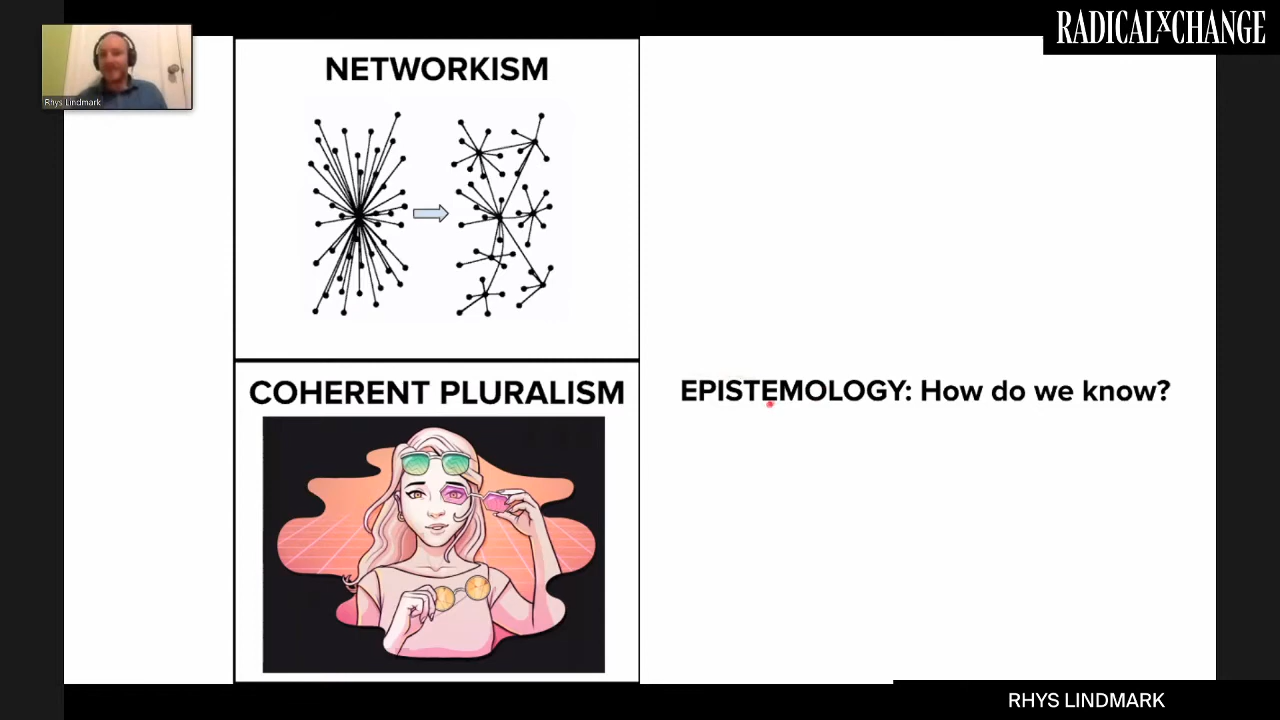 RADICALXCHANGE
Rhys Lindmark
NETWORKISM
COHERENT PLURALISM
EPISTEMOLOGY: How do we know?
RHYS LINDMARK